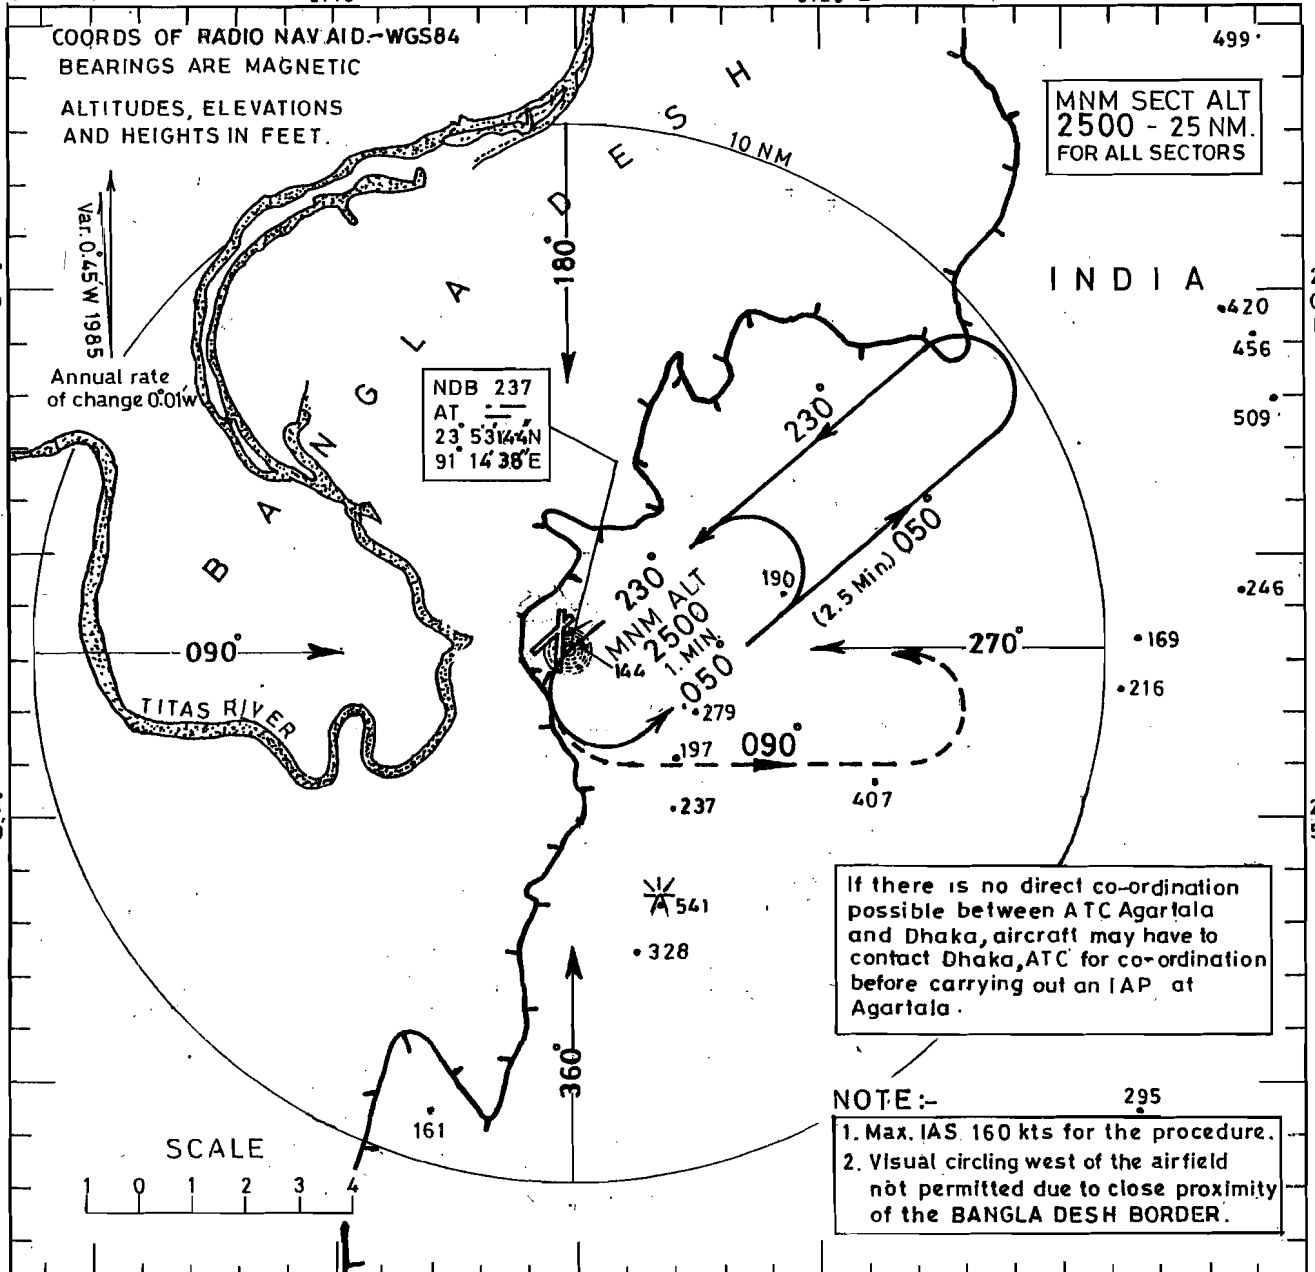 COORDS OF RADIO NAV.AID.-WGS84
BEARINGS ARE MAGNETIC
ALTITUDES, ELEVATIONS
AND HEIGHTS IN FEET.
499
MNM SECT ALT
2500 - 25 NM.
FOR ALL SECTORS
10 NM
BANGLA DESH
INDIA
Var. 0.45°W 1985
Annual rate
of change 0.01°W
180°
NDB 237
AT
23° 53' 14.4"N
91° 14' 38"E
420
456
509
230°
050°
(2.5 Min.)
190
246
230°
MNM ALT
2500
1. MIN.
050°
144
090°
270°
169
216
TITAS RIVER
279
197
090°
237
407
541
328
If there is no direct co-ordination
possible between ATC Agartala
and Dhaka, aircraft may have to
contact Dhaka, ATC for co-ordination
before carrying out an IAP at
Agartala.
360°
161
295
NOTE:-
1. Max. IAS 160 kts for the procedure.
2. Visual circling west of the airfield
not permitted due to close proximity
of the BANGLA DESH BORDER.
SCALE
1 0 1 2 3 4